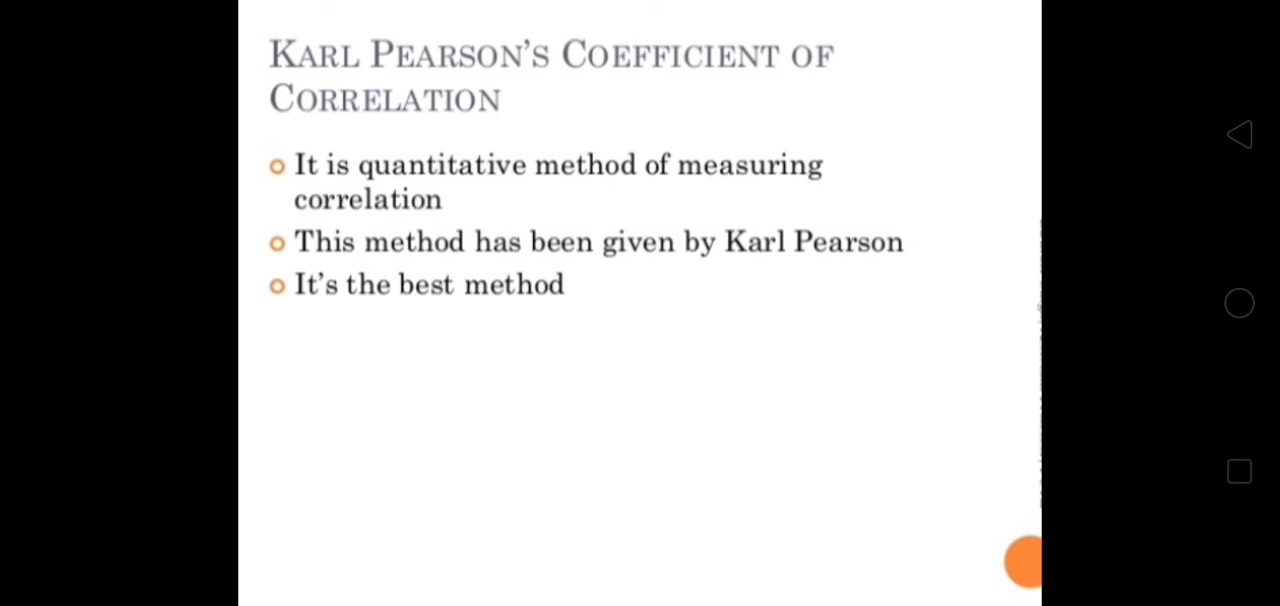 KARL PEARSON'S COEFFICIENT OF
CORRELATION
It is quantitative method of measuring
correlation
This method has been given by Karl Pearson
It's the best method